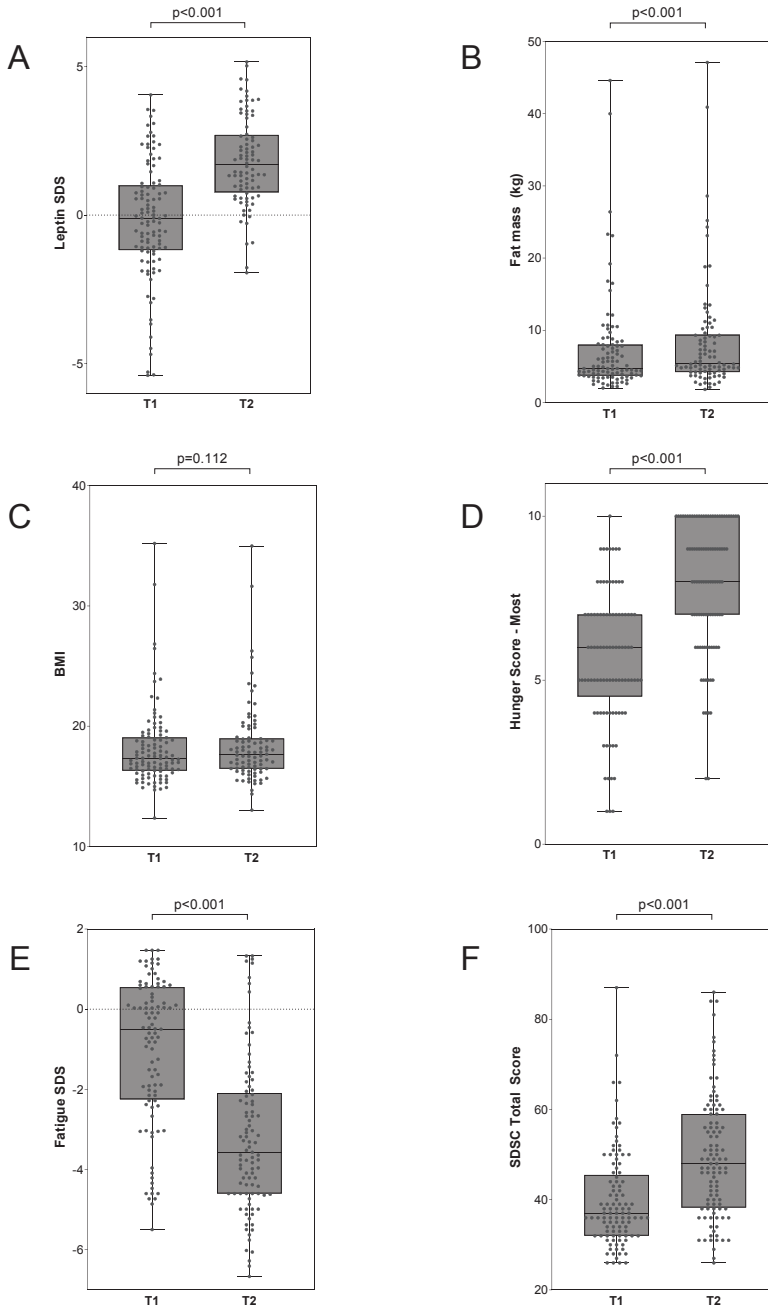 A
p<0.001
Leptin SDS
5
0
-5
T1 T2
B
p<0.001
Fat mass (kg)
50
40
30
20
10
0
T1 T2
C
p=0.112
BMI
40
30
20
10
T1 T2
D
p<0.001
Hunger Score - Most
10
5
0
T1 T2
E
p<0.001
Fatigue SDS
2
0
-2
-4
-6
T1 T2
F
p<0.001
SDSC Total Score
100
80
60
40
20
T1 T2